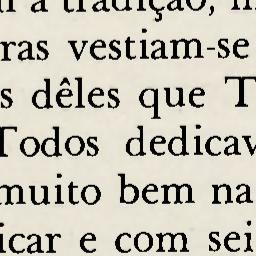 a tradição,
ras vestiam-se
s dêles que T
Todos dedicav
muito bem na
icar e com sei